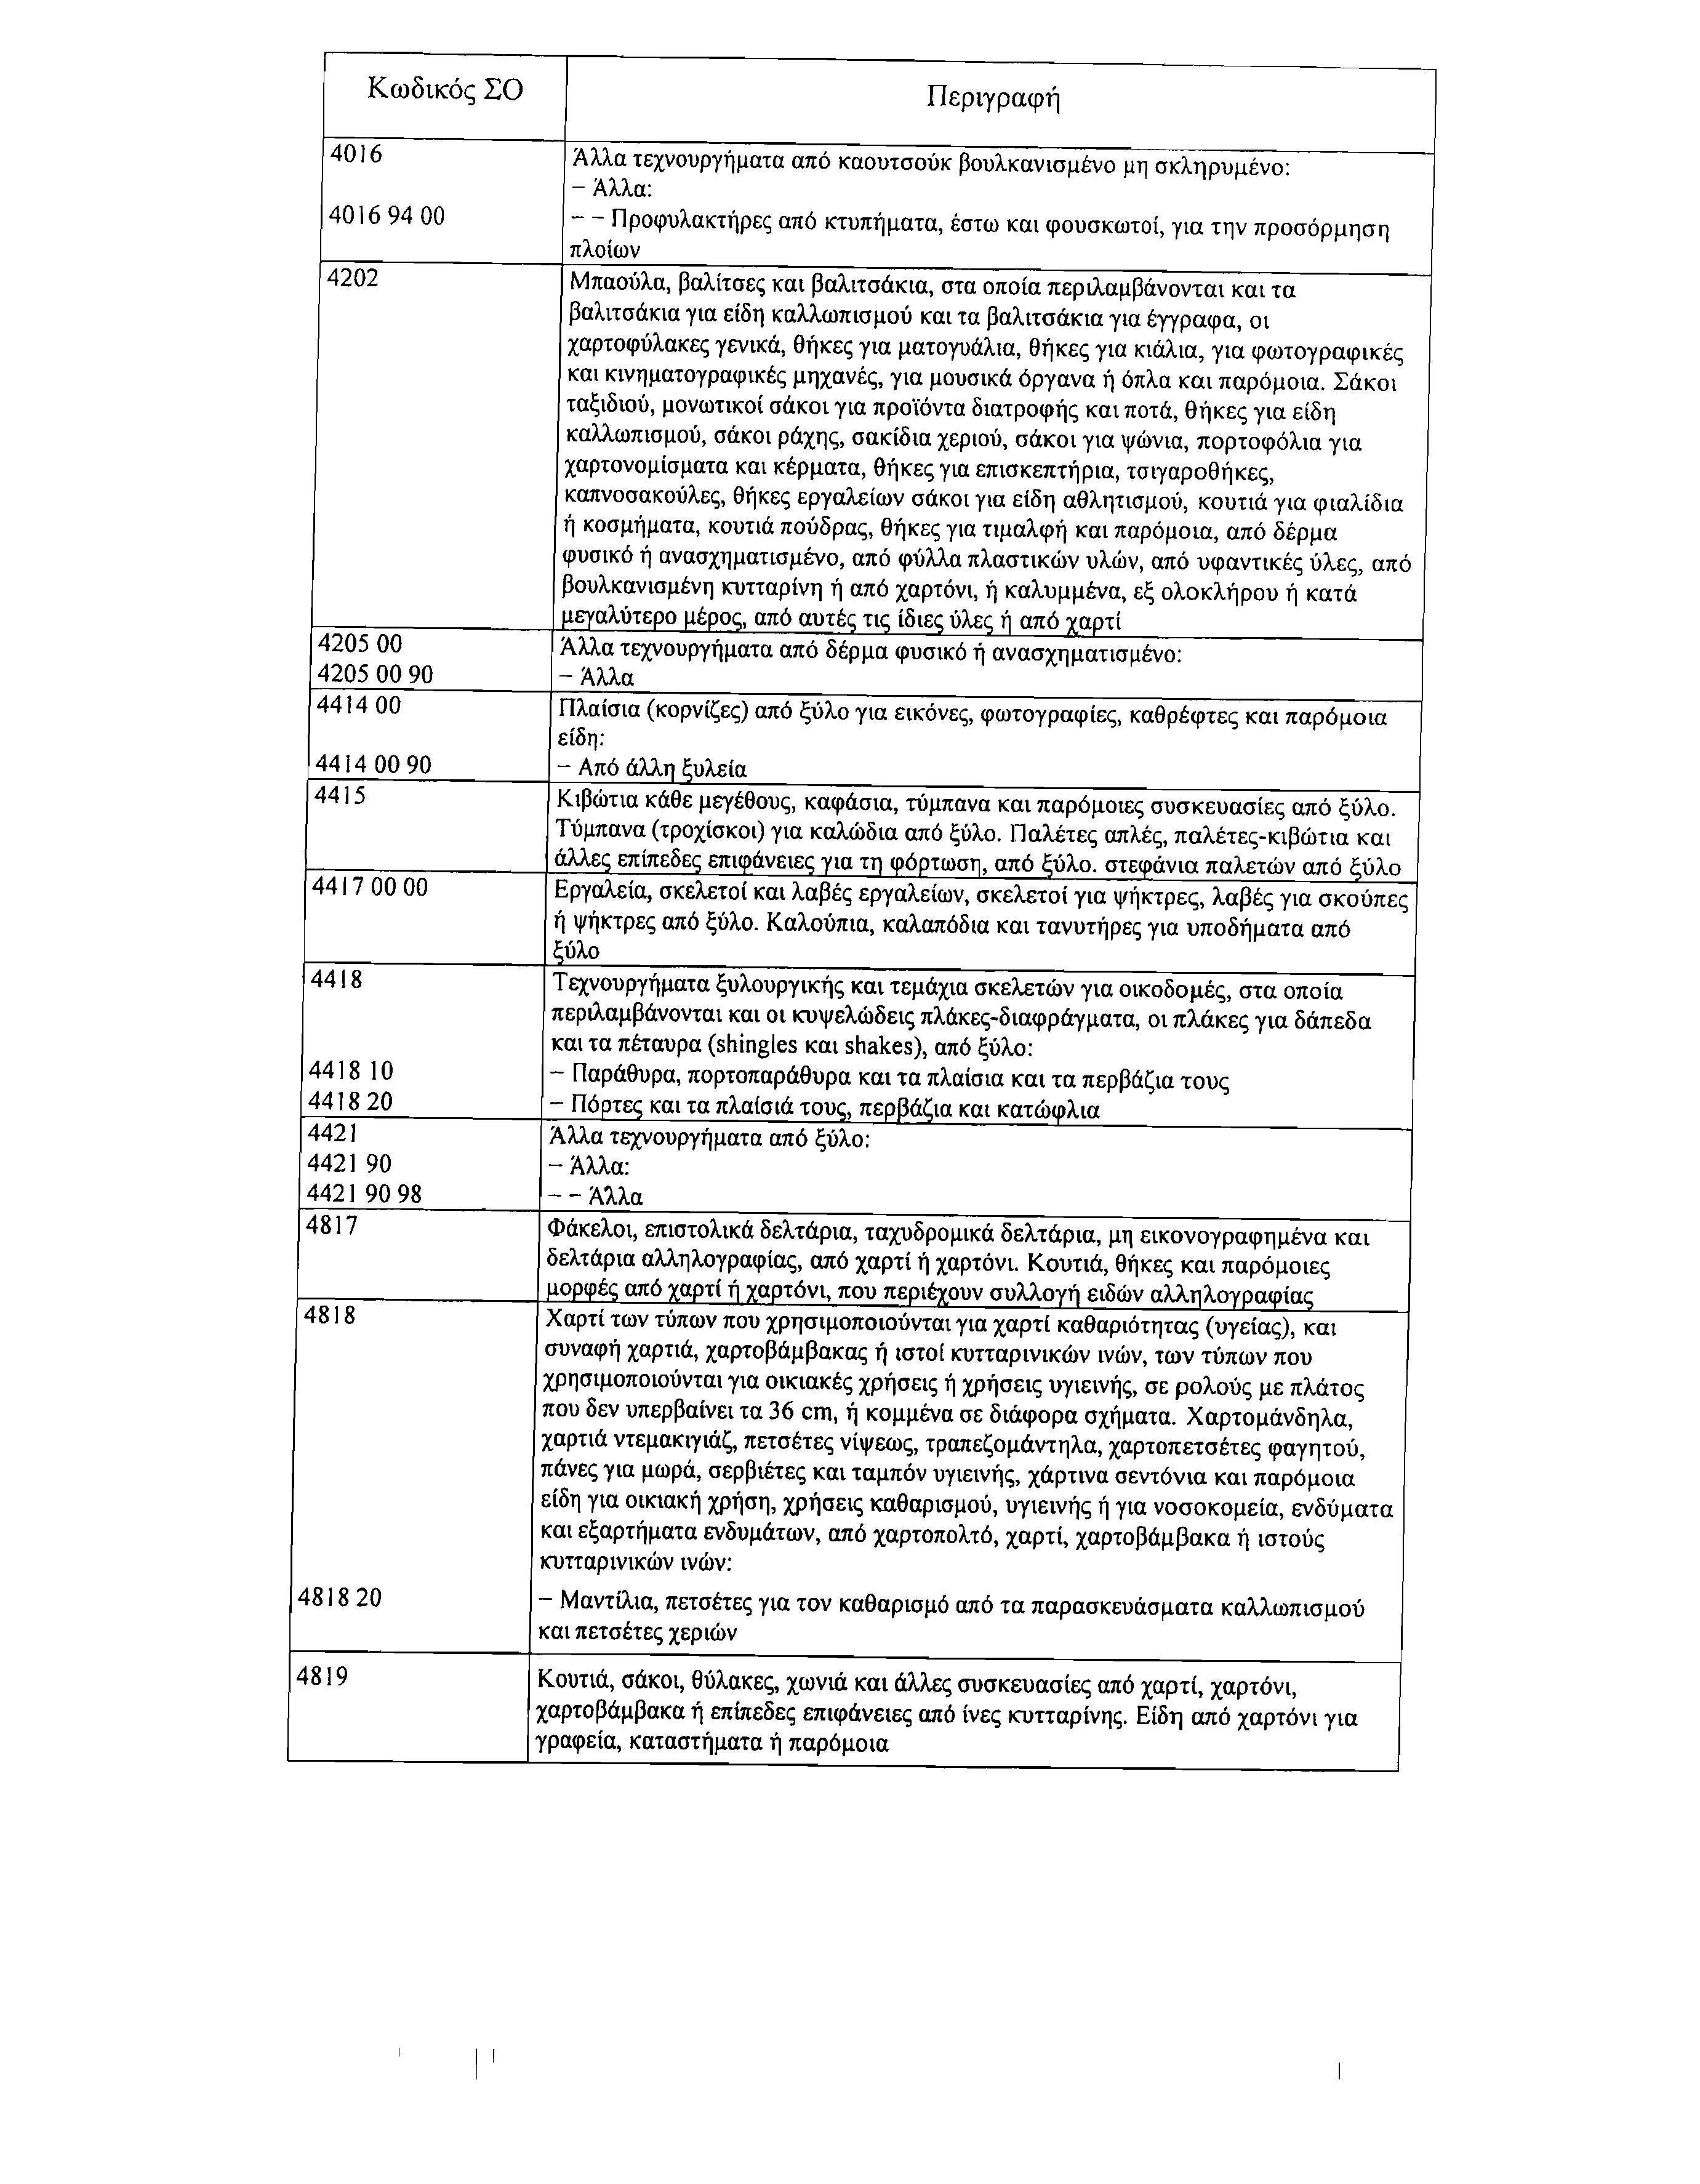 Κωδικός ΣΟ
Περιγραφή
4016
Άλλα τεχνουργήματα από καουτσούκ βουλκανισμένο μη σκληρυμένο:
– Άλλα:
4016 94 00
– – Προφυλακτήρες από κτυπήματα, έστω και φουσκωτοί, για την προσόρμηση
πλοίων
4202
Μπαούλα, βαλίτσες και βαλιτσάκια, στα οποία περιλαμβάνονται και τα
βαλιτσάκια για είδη καλλωπισμού και τα βαλιτσάκια για έγγραφα, οι
χαρτοφύλακες γενικά, θήκες για ματογυάλια, θήκες για κιάλια, για φωτογραφικές
και κινηματογραφικές μηχανές, για μουσικά όργανα ή όπλα και παρόμοια. Σάκοι
ταξιδιού, μονωτικοί σάκοι για προϊόντα διατροφής και ποτά, θήκες για είδη
καλλωπισμού, σάκοι ράχης, σακίδια χεριού, σάκοι για ψώνια, πορτοφόλια για
χαρτονομίσματα και κέρματα, θήκες για επισκεπτήρια, τσιγαροθήκες,
καπνοσακούλες, θήκες εργαλείων σάκοι για είδη αθλητισμού, κουτιά για φιαλίδια
ή κοσμήματα, κουτιά πούδρας, θήκες για τιμαλφή και παρόμοια, από δέρμα
φυσικό ή ανασχηματισμένο, από φύλλα πλαστικών υλών, από υφαντικές ύλες, από
βουλκανισμένη κυτταρίνη ή από χαρτόνι, ή καλυμμένα, εξ ολοκλήρου ή κατά
μεγαλύτερο μέρος, από αυτές τις ίδιες ύλες ή από χαρτί
4205 00
Άλλα τεχνουργήματα από δέρμα φυσικό ή ανασχηματισμένο:
4205 00 90
– Άλλα
4414 00
Πλαίσια (κορνίζες) από ξύλο για εικόνες, φωτογραφίες, καθρέφτες και παρόμοια
είδη:
4414 00 90
– Από άλλη ξυλεία
4415
Κιβώτια κάθε μεγέθους, καφάσια, τύμπανα και παρόμοιες συσκευασίες από ξύλο.
Τύμπανα (τροχίσκοι) για καλώδια από ξύλο. Παλέτες απλές, παλέτες-κιβώτια και
άλλες επίπεδες επιφάνειες για τη φόρτωση, από ξύλο. στεφάνια παλετών από ξύλο
4417 00 00
Εργαλεία, σκελετοί και λαβές εργαλείων, σκελετοί για ψήκτρες, λαβές για σκούπες
ή ψήκτρες από ξύλο. Καλούπια, καλαπόδια και τανυτήρες για υποδήματα από
ξύλο
4418
Τεχνουργήματα ξυλουργικής και τεμάχια σκελετών για οικοδομές, στα οποία
περιλαμβάνονται και οι κυψελώδεις πλάκες-διαφράγματα, οι πλάκες για δάπεδα
και τα πέταυρα (shingles και shakes), από ξύλο:
4418 10
– Παράθυρα, πορτοπαράθυρα και τα πλαίσια και τα περβάζια τους
4418 20
– Πόρτες και τα πλαίσιά τους, περβάζια και κατώφλια
4421
Άλλα τεχνουργήματα από ξύλο:
4421 90
– Άλλα:
4421 90 98
– – Άλλα
4817
Φάκελοι, επιστολικά δελτάρια, ταχυδρομικά δελτάρια, μη εικονογραφημένα και
δελτάρια αλληλογραφίας, από χαρτί ή χαρτόνι. Κουτιά, θήκες και παρόμοιες
μορφές από χαρτί ή χαρτόνι, που περιέχουν συλλογή ειδών αλληλογραφίας
4818
Χαρτί των τύπων που χρησιμοποιούνται για χαρτί καθαριότητας (υγείας), και
συναφή χαρτιά, χαρτοβάμβακας ή ιστοί κυτταρινικών ινών, των τύπων που
χρησιμοποιούνται για οικιακές χρήσεις ή χρήσεις υγιεινής, σε ρολούς με πλάτος
που δεν υπερβαίνει τα 36 cm, ή κομμένα σε διάφορα σχήματα. Χαρτομάνδηλα,
χαρτιά ντεμακιγιάζ, πετσέτες νίψεως, τραπεζομάντηλα, χαρτοπετσέτες φαγητού,
πάνες για μωρά, σερβιέτες και ταμπόν υγιεινής, χάρτινα σεντόνια και παρόμοια
είδη για οικιακή χρήση, χρήσεις καθαρισμού, υγιεινής ή για νοσοκομεία, ενδύματα
και εξαρτήματα ενδυμάτων, από χαρτοπολτό, χαρτί, χαρτοβάμβακα ή ιστούς
κυτταρινικών ινών:
4818 20
– Μαντίλια, πετσέτες για τον καθαρισμό από τα παρασκευάσματα καλλωπισμού
και πετσέτες χεριών
4819
Κουτιά, σάκοι, θύλακες, χωνιά και άλλες συσκευασίες από χαρτί, χαρτόνι,
χαρτοβάμβακα ή επίπεδες επιφάνειες από ίνες κυτταρίνης. Είδη από χαρτόνι για
γραφεία, καταστήματα ή παρόμοια